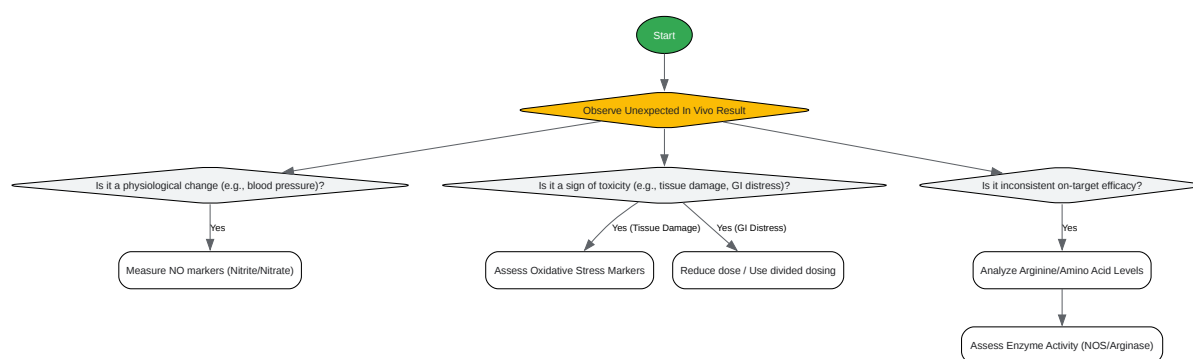 Start
Observe Unexpected In Vivo Result
Is it a physiological change (e.g., blood pressure)?
Is it a sign of toxicity (e.g., tissue damage, GI distress)?
Is it inconsistent on-target efficacy?
Yes
Yes (Tissue Damage)
Yes (GI Distress)
Yes
Measure NO markers (Nitrite/Nitrate)
Assess Oxidative Stress Markers
Reduce dose / Use divided dosing
Analyze Arginine/Amino Acid Levels
Assess Enzyme Activity (NOS/Arginase)